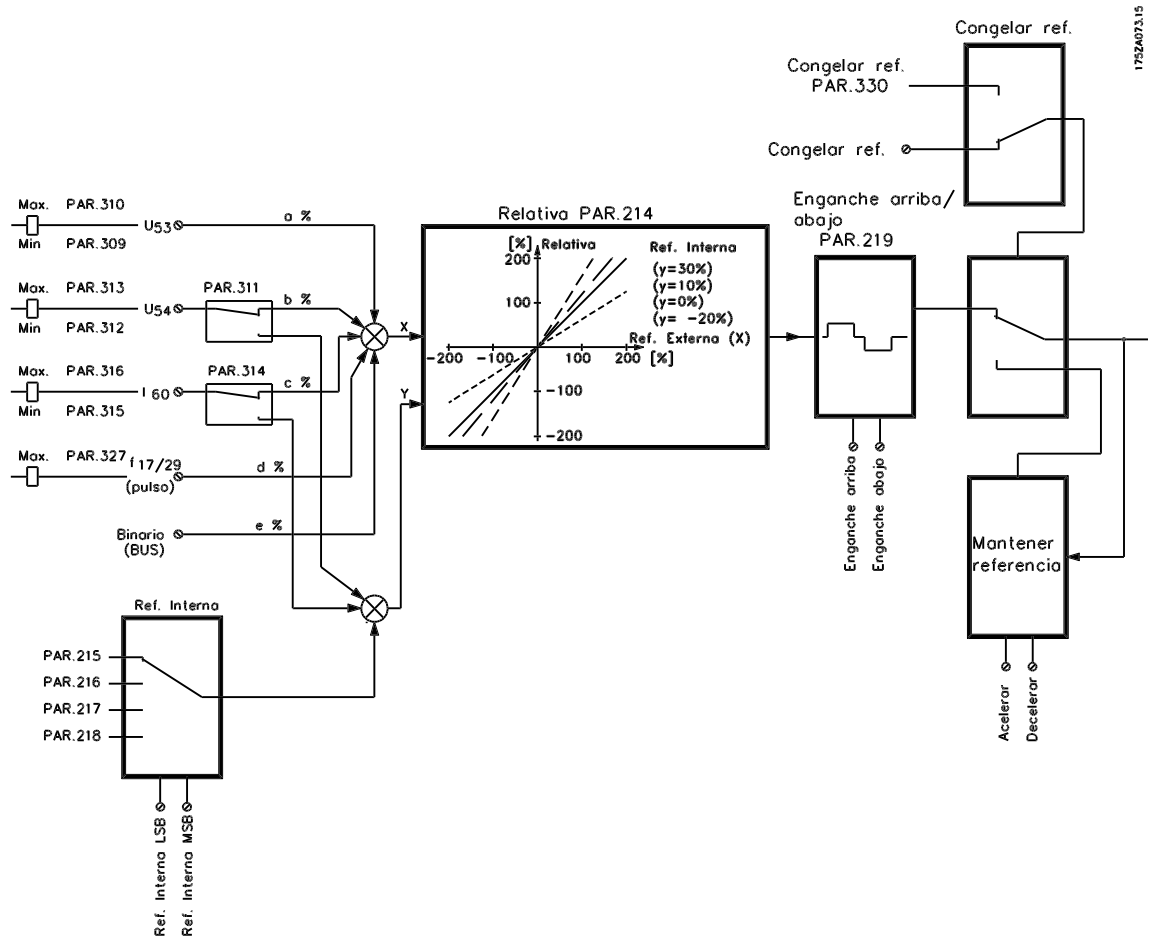 175ZA073.15
Congelar ref.
Congelar ref.
PAR.330
Congelar ref.
Enganche arriba/
abajo
PAR.219
Max. PAR.310
U53
a %
Min PAR.309
Max. PAR.313
U54
PAR.311
b %
Min PAR.312
Max. PAR.316
I 60
PAR.314
c %
Min PAR.315
Max. PAR.327
f 17/29
(pulso)
d %
Binario
(BUS)
e %
X
Y
Relativa PAR.214
[%] Relativa
200
100
-200
-100
0
100
200
[%]
-100
-200
Ref. Interna
(y=30%)
(y=10%)
(y=0%)
(y= -20%)
Ref. Externa (X)
Enganche arriba
Enganche abajo
Mantener
referencia
Acelerar
Decelerar
Ref. Interna
PAR.215
PAR.216
PAR.217
PAR.218
Ref. Interna LSB
Ref. Interna MSB